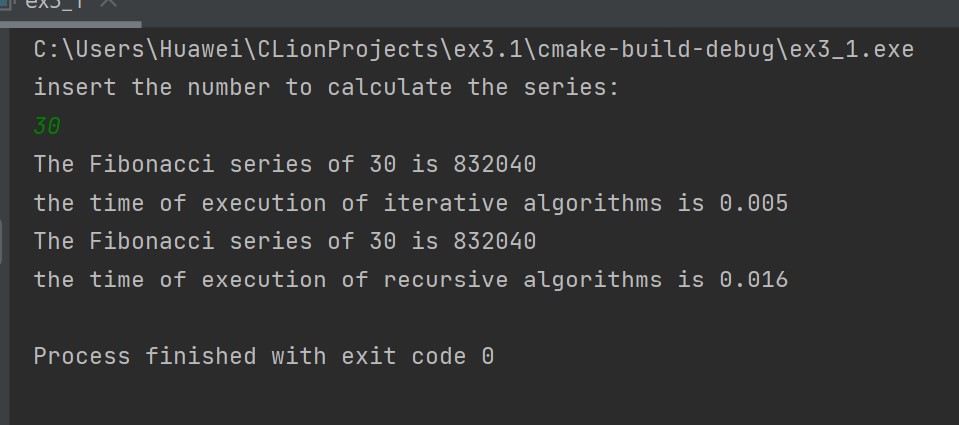 ex3_1
C:\Users\Huawei\CLionProjects\ex3.1\cmake-build-debug\ex3_1.exe
insert the number to calculate the series:
30
The Fibonacci series of 30 is 832040
the time of execution of iterative algorithms is 0.005
The Fibonacci series of 30 is 832040
the time of execution of recursive algorithms is 0.016
Process finished with exit code 0